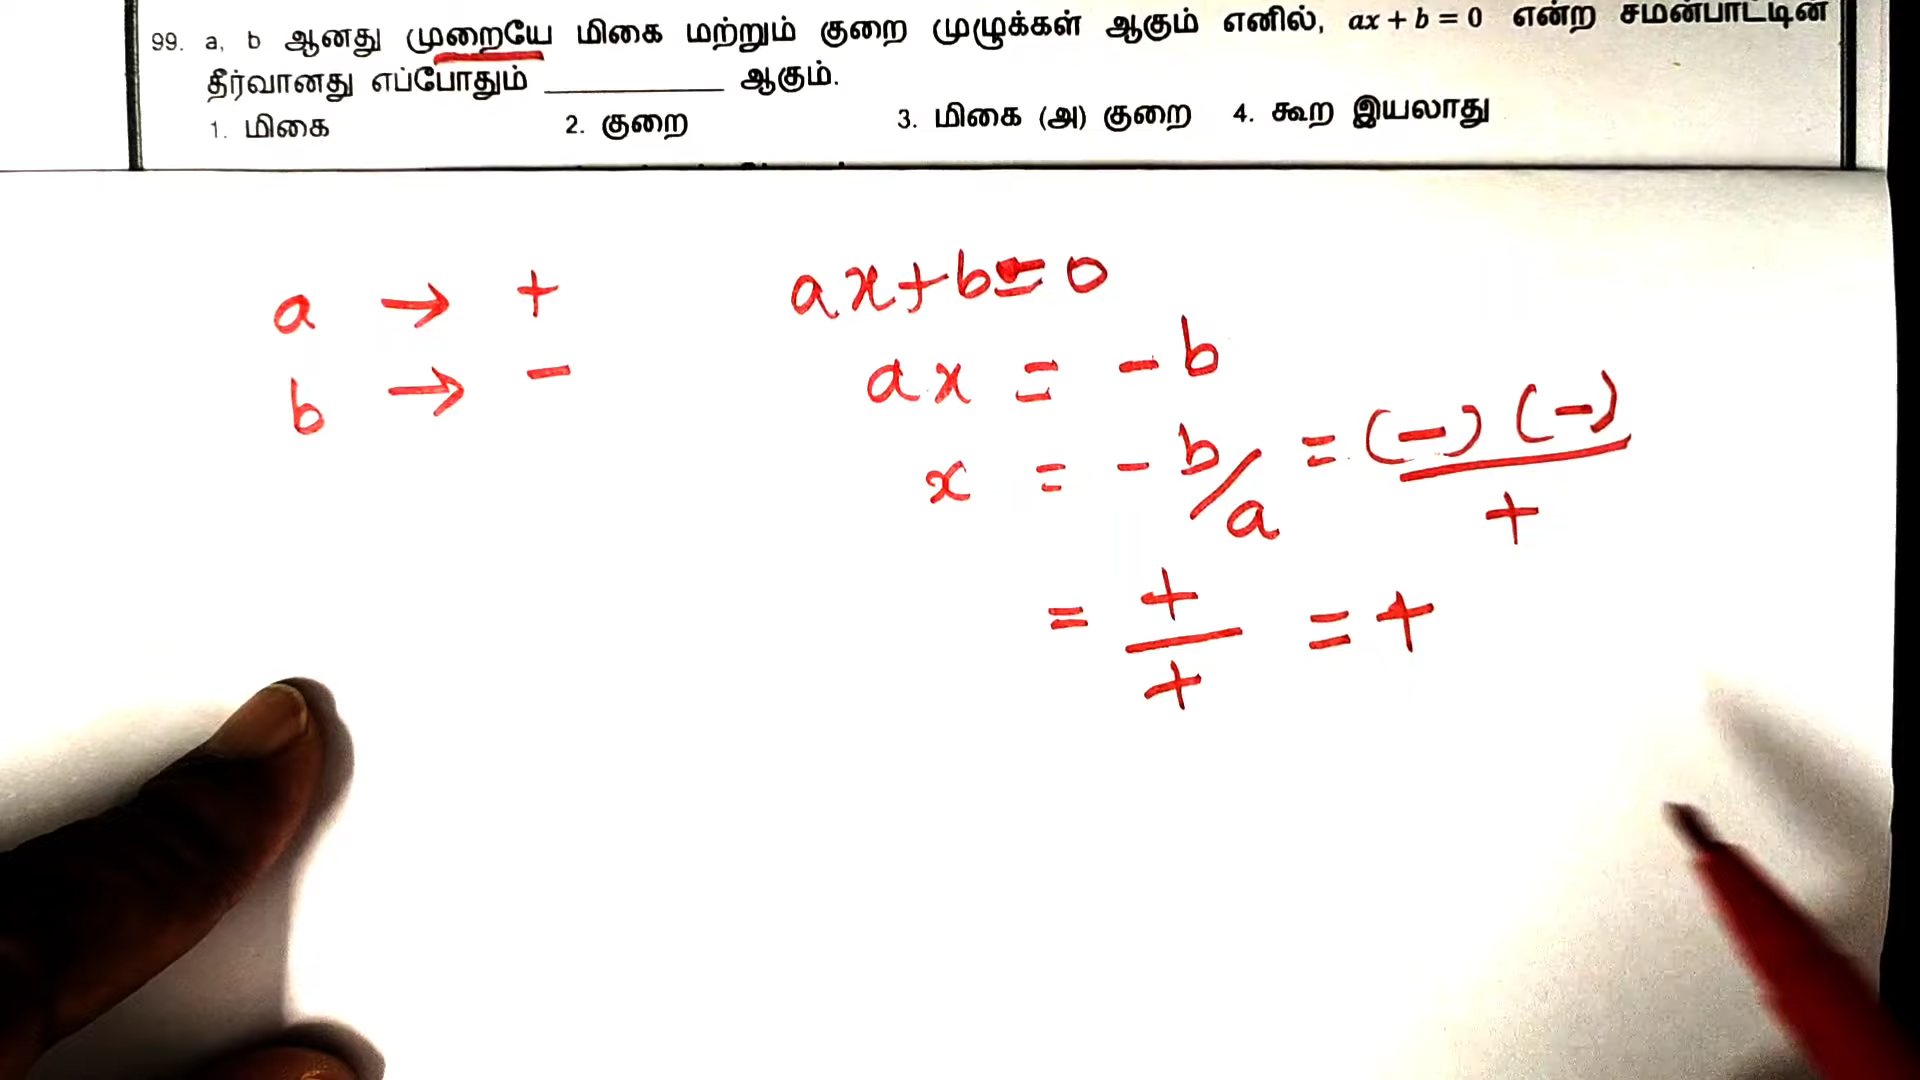 99. a, b ஆனது முறையே மிகை மற்றும் குறை முழுக்கள் ஆகும் எனில், ax + b = 0 என்ற சமன்பாட்டின்
தீர்வானது எப்போதும் __________ ஆகும்.
1. மிகை 2. குறை 3. மிகை (அ) குறை 4. கூற இயலாது
a → + ax+b=0
b → - ax = -b
x = -b/a = (-)(-)/+
= +/+ = +